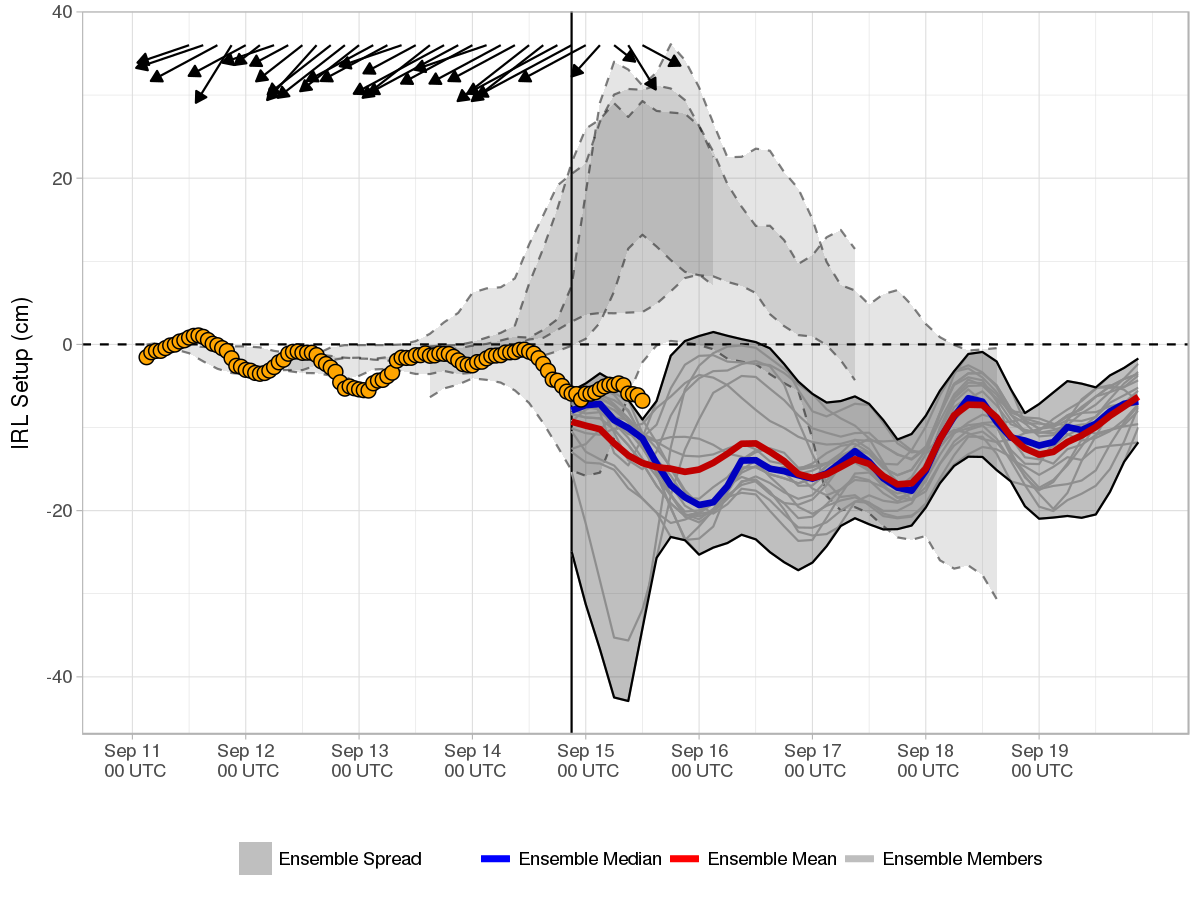 40
20
0
-20
-40
IRL Setup (cm)
Sep 11 Sep 12 Sep 13 Sep 14 Sep 15 Sep 16 Sep 17 Sep 18 Sep 19
00 UTC 00 UTC 00 UTC 00 UTC 00 UTC 00 UTC 00 UTC 00 UTC 00 UTC
Ensemble Spread Ensemble Median Ensemble Mean Ensemble Members